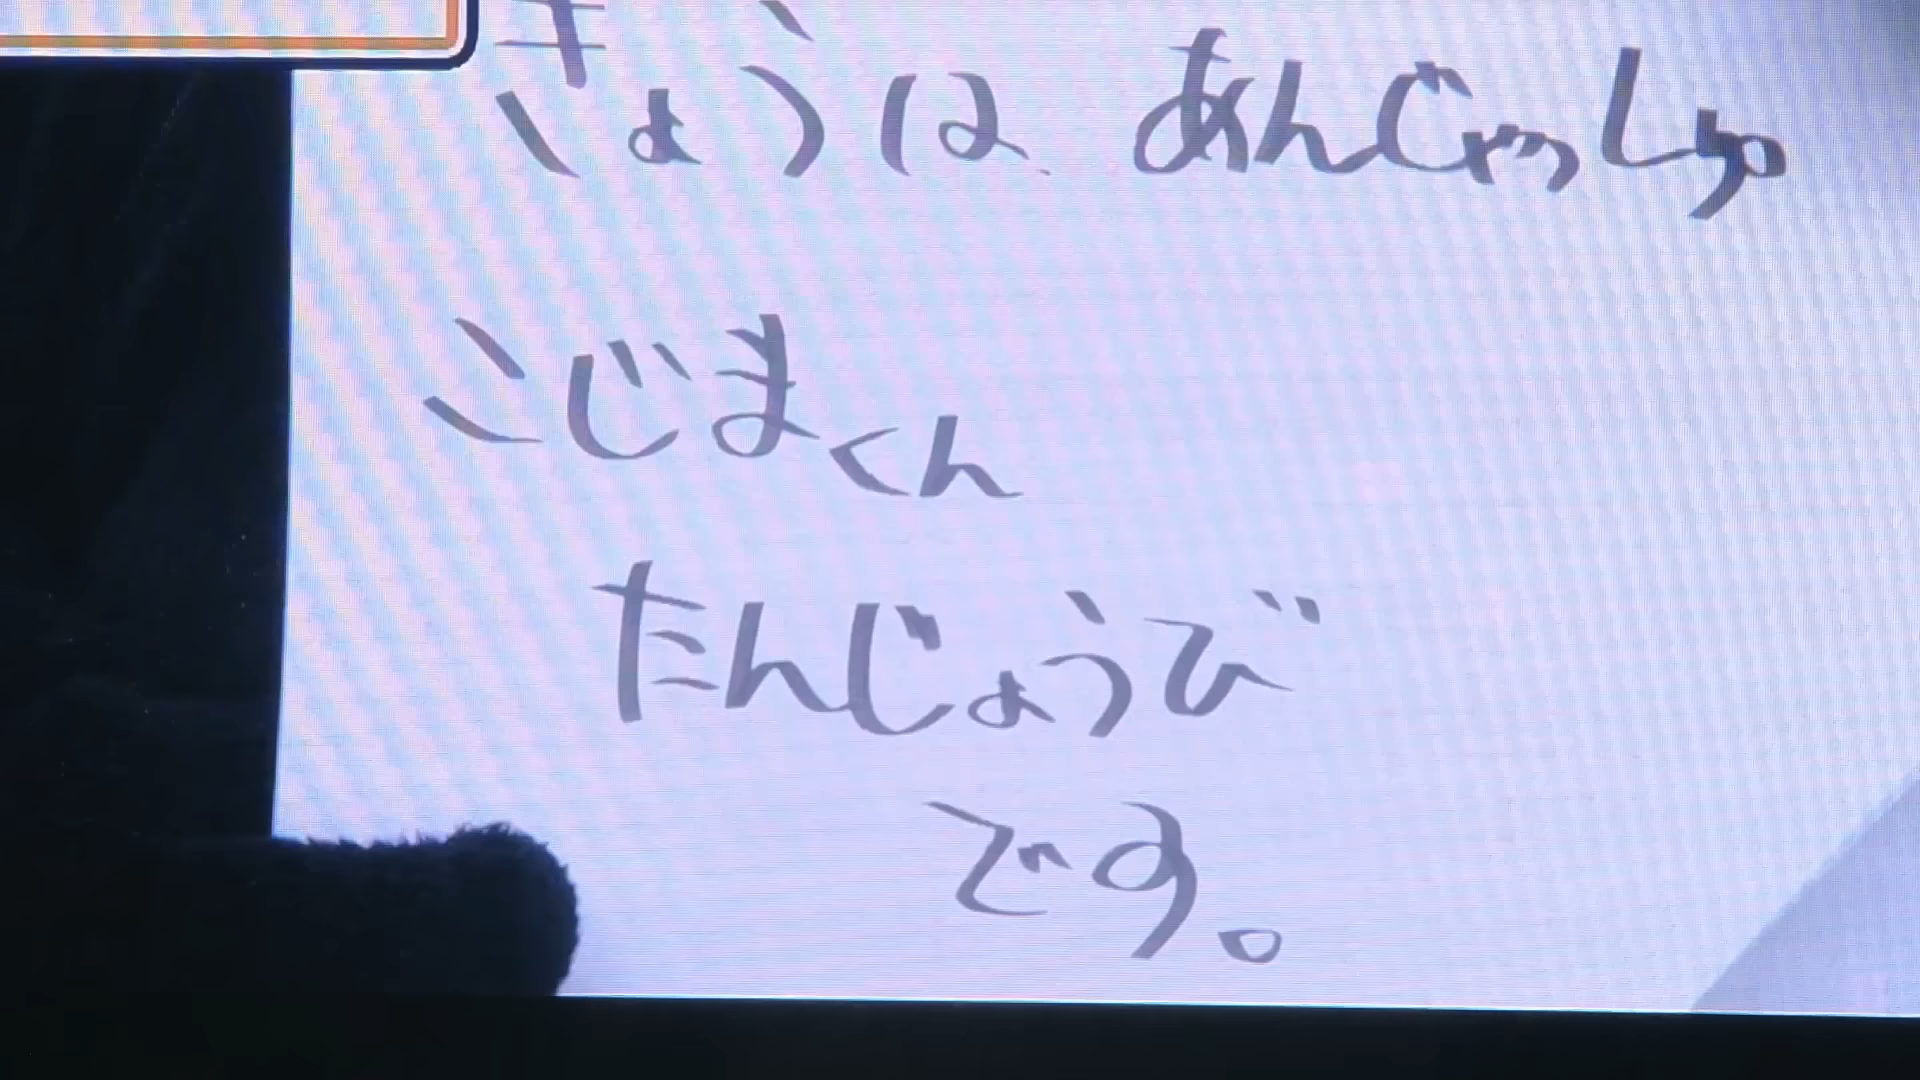 きょうは、あんじゃっしゅ
こじまくん
たんじょうび
です。